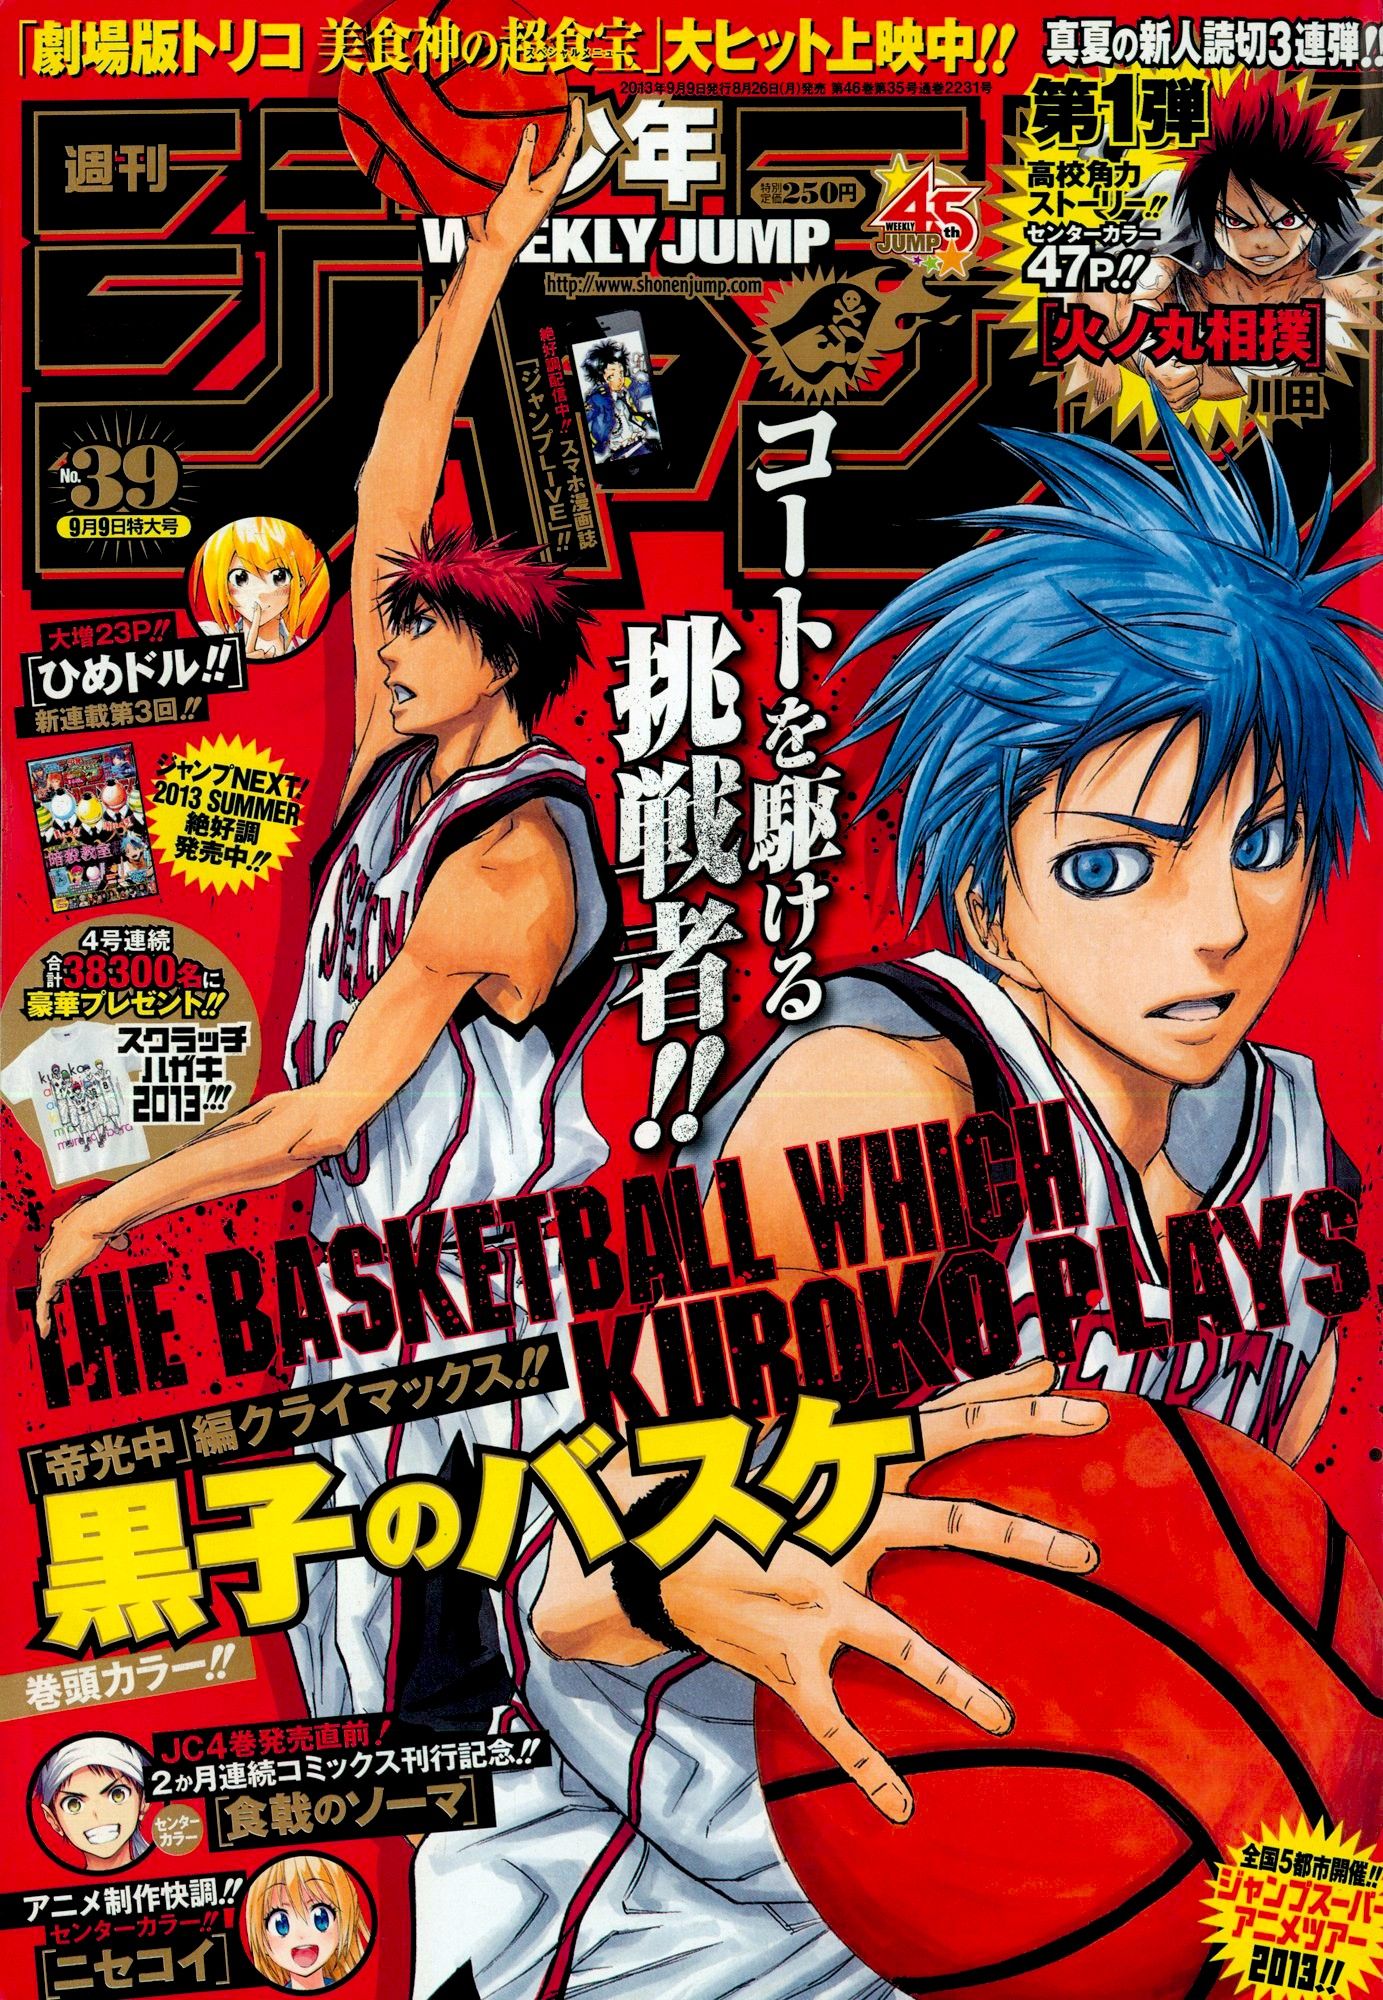 「劇場版トリコ 美食神の超食宝」大ヒット上映中!!
スペシャルメニュー
真夏の新人読切3連弾!!
2013年9月9日発行8月26日(月)発売 第46巻第35号通巻2231号
第1弾
高校角力
ストーリー!!
センターカラー
47P!!
[火ノ丸相撲]
川田
週刊
少年
ジャンプ
WEEKLY JUMP
http://www.shonenjump.com
特別
定価250円
45th
WEEKLY
JUMP
絶好調配信中!! スマホ漫画誌
「ジャンプLIVE」!!
No.39
9月9日特大号
コートを駆ける
挑戦者!!
大増23P!!
[ひめドル!!]
新連載第3回!!
ジャンプNEXT!
2013 SUMMER
絶好調
発売中!!
暗殺教室
4号連続
合計38300名に
豪華プレゼント!!
スクラッチ
ハガキ
2013!!!
THE BASKETBALL WHICH
KUROKO PLAYS.
「帝光中」編クライマックス!!
黒子のバスケ
巻頭カラー!!
JC4巻発売直前!
2か月連続コミックス刊行記念!!
センター
カラー
[食戟のソーマ]
アニメ制作快調!!
センターカラー!!
[ニセコイ]
全国5都市開催!!
ジャンプスーパー
アニメツアー
2013!!